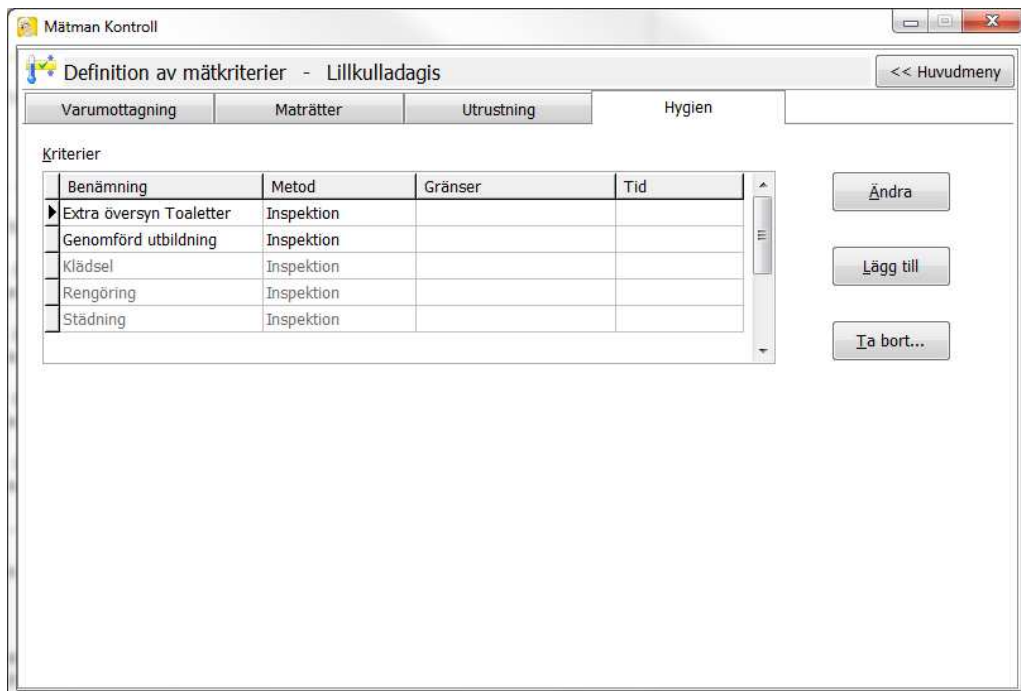 Mätman Kontroll
Definition av mätkriterier - Lillkulladagis
<< Huvudmeny
Varumottagning Maträtter Utrustning Hygien
Kriterier
Benämning Metod Gränser Tid
Extra översyn Toaletter Inspektion
Genomförd utbildning Inspektion
Klädsel Inspektion
Rengöring Inspektion
Städning Inspektion
Ändra
Lägg till
Ta bort...